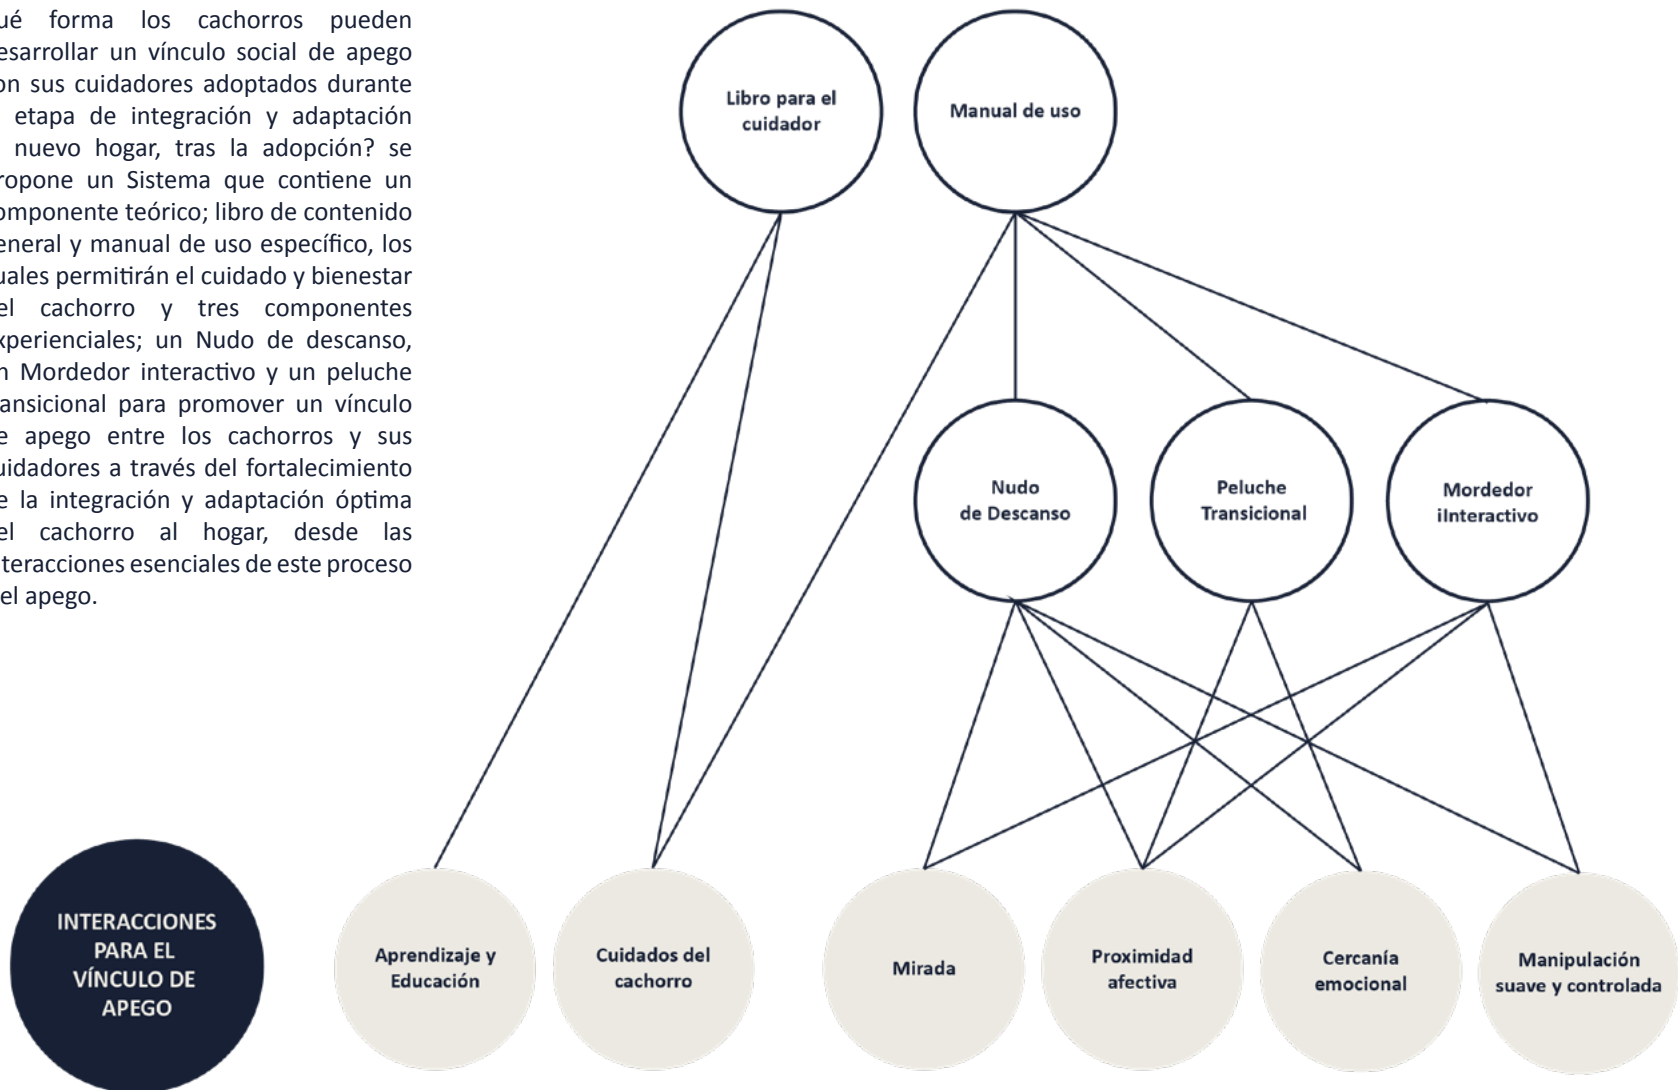 ué forma los cachorros pueden
esarrollar un vínculo social de apego
on sus cuidadores adoptados durante
etapa de integración y adaptación
nuevo hogar, tras la adopción? se
ropone un Sistema que contiene un
omponente teórico; libro de contenido
eneral y manual de uso específico, los
uales permitirán el cuidado y bienestar
el cachorro y tres componentes
xperienciales; un Nudo de descanso,
n Mordedor interactivo y un peluche
ansicional para promover un vínculo
e apego entre los cachorros y sus
uidadores a través del fortalecimiento
e la integración y adaptación óptima
el cachorro al hogar, desde las
teracciones esenciales de este proceso
el apego.
Libro para el
cuidador
Manual de uso
Nudo
de Descanso
Peluche
Transicional
Mordedor
iInteractivo
INTERACCIONES
PARA EL
VÍNCULO DE
APEGO
Aprendizaje y
Educación
Cuidados del
cachorro
Mirada
Proximidad
afectiva
Cercanía
emocional
Manipulación
suave y controlada